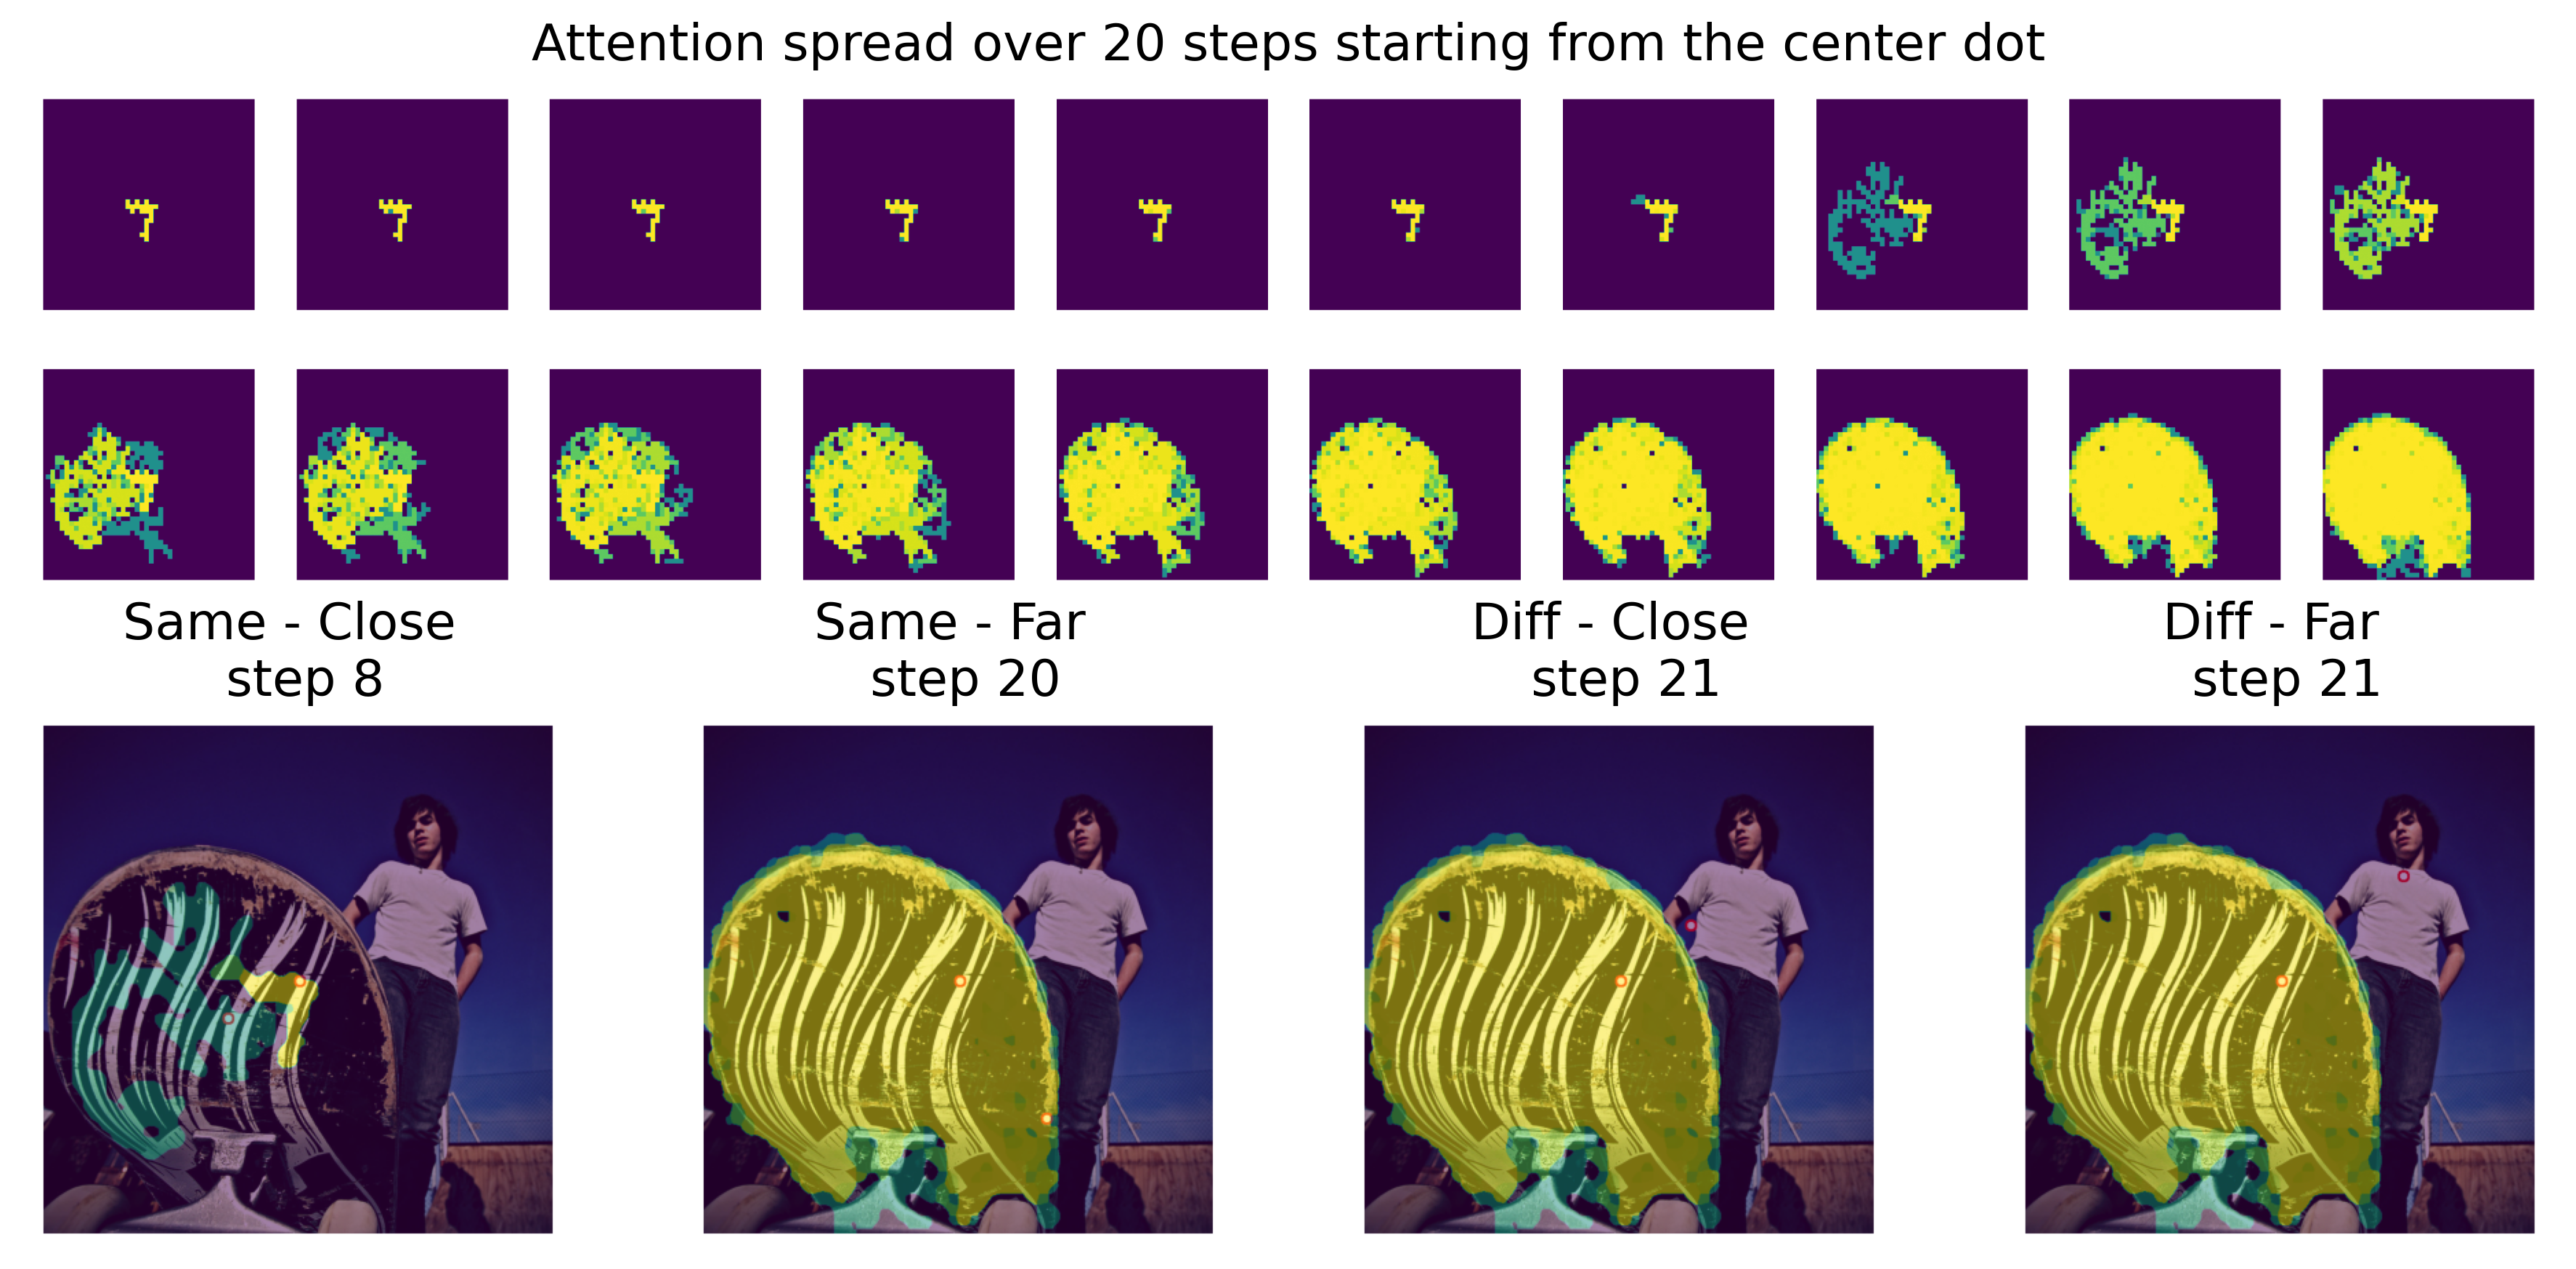 Attention spread over 20 steps starting from the center dot
Same - Close
step 8
Same - Far
step 20
Diff - Close
step 21
Diff - Far
step 21